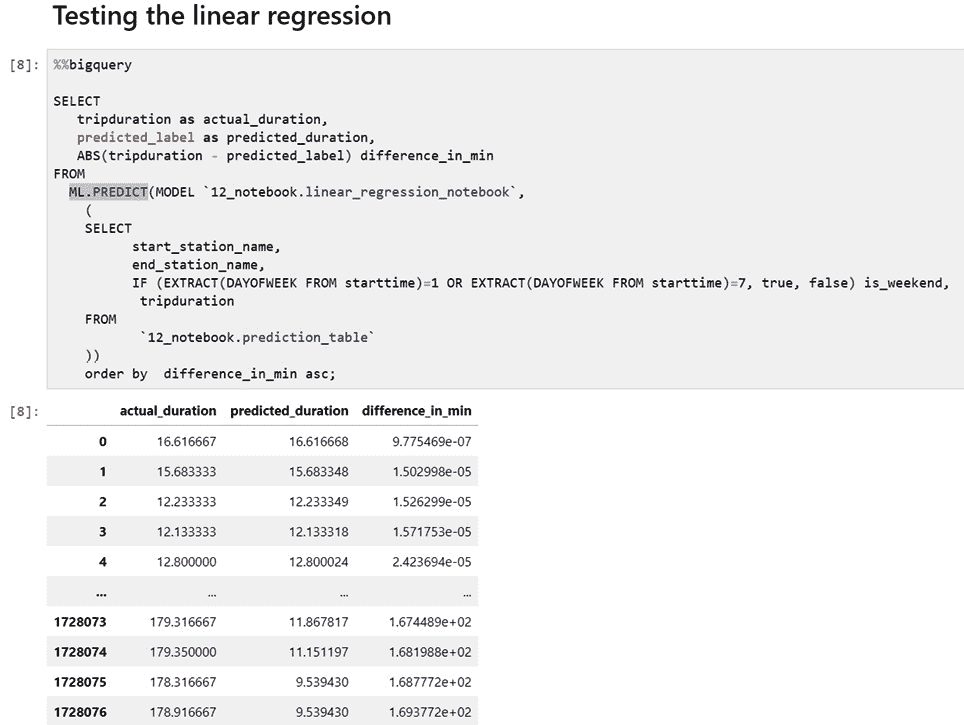 Testing the linear regression
[8]: %%bigquery
SELECT
tripduration as actual_duration,
predicted_label as predicted_duration,
ABS(tripduration - predicted_label) difference_in_min
FROM
ML.PREDICT(MODEL `12_notebook.linear_regression_notebook`,
(
SELECT
start_station_name,
end_station_name,
IF (EXTRACT(DAYOFWEEK FROM starttime)=1 OR EXTRACT(DAYOFWEEK FROM starttime)=7, true, false) is_weekend,
tripduration
FROM
`12_notebook.prediction_table`
))
order by  difference_in_min asc;
[8]: actual_duration predicted_duration difference_in_min
0 16.616667 16.616668 9.775469e-07
1 15.683333 15.683348 1.502998e-05
2 12.233333 12.233349 1.526299e-05
3 12.133333 12.133318 1.571753e-05
4 12.800000 12.800024 2.423694e-05
... ... ... ...
1728073 179.316667 11.867817 1.674489e+02
1728074 179.350000 11.151197 1.681988e+02
1728075 178.316667 9.539430 1.687772e+02
1728076 178.916667 9.539430 1.693772e+02